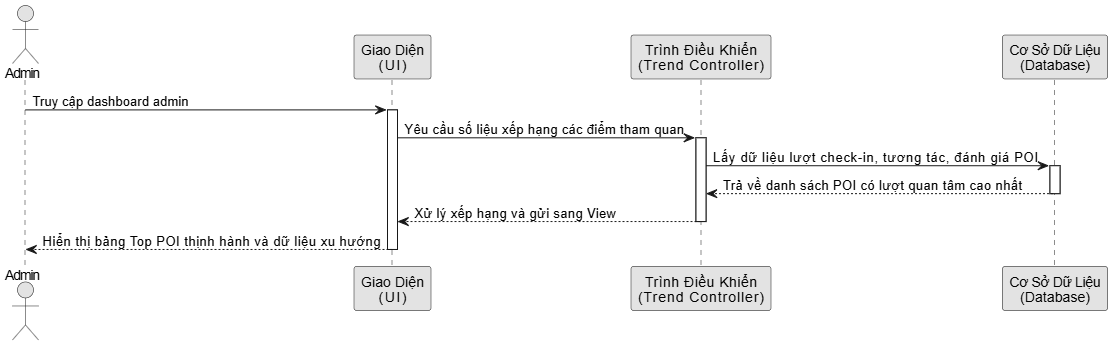 Admin
Giao Diện
(UI)
Trình Điều Khiển
(Trend Controller)
Cơ Sở Dữ Liệu
(Database)
Truy cập dashboard admin
Yêu cầu số liệu xếp hạng các điểm tham quan
Lấy dữ liệu lượt check-in, tương tác, đánh giá POI
Trả về danh sách POI có lượt quan tâm cao nhất
Xử lý xếp hạng và gửi sang View
Hiển thị bảng Top POI thịnh hành và dữ liệu xu hướng
Admin
Giao Diện
(UI)
Trình Điều Khiển
(Trend Controller)
Cơ Sở Dữ Liệu
(Database)